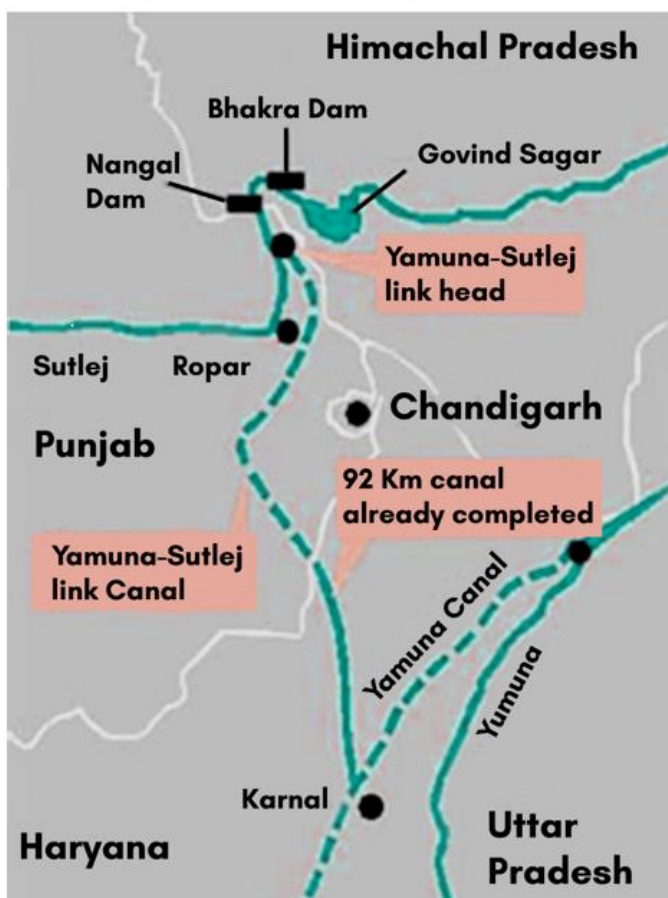 Himachal Pradesh
Bhakra Dam
Govind Sagar
Nangal
Dam
Yamuna-Sutlej
link head
Sutlej
Ropar
Chandigarh
Punjab
92 Km canal
already completed
Yamuna-Sutlej
link Canal
Yamuna Canal
Yumuna
Karnal
Haryana
Uttar
Pradesh